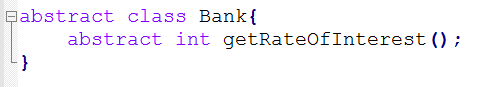 abstract class Bank{
    abstract int getRateOfInterest();
}